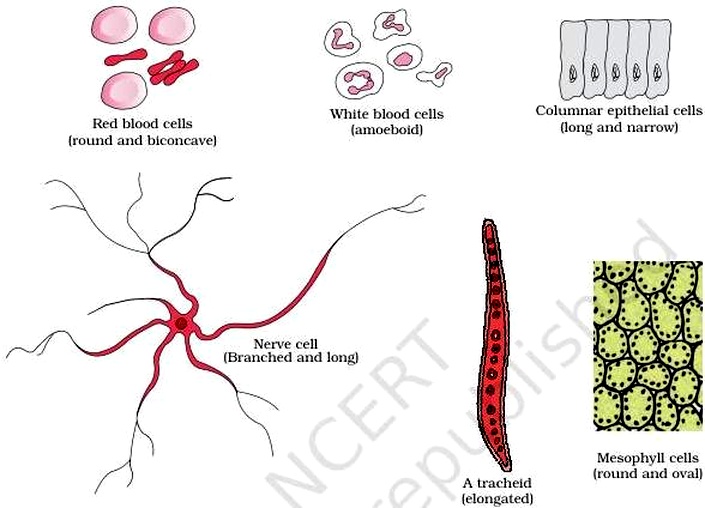 Red blood cells
(round and biconcave)
White blood cells
(amoeboid)
Columnar epithelial cells
(long and narrow)
Nerve cell
(Branched and long)
A tracheid
(elongated)
Mesophyll cells
(round and oval)
NCERT
republished